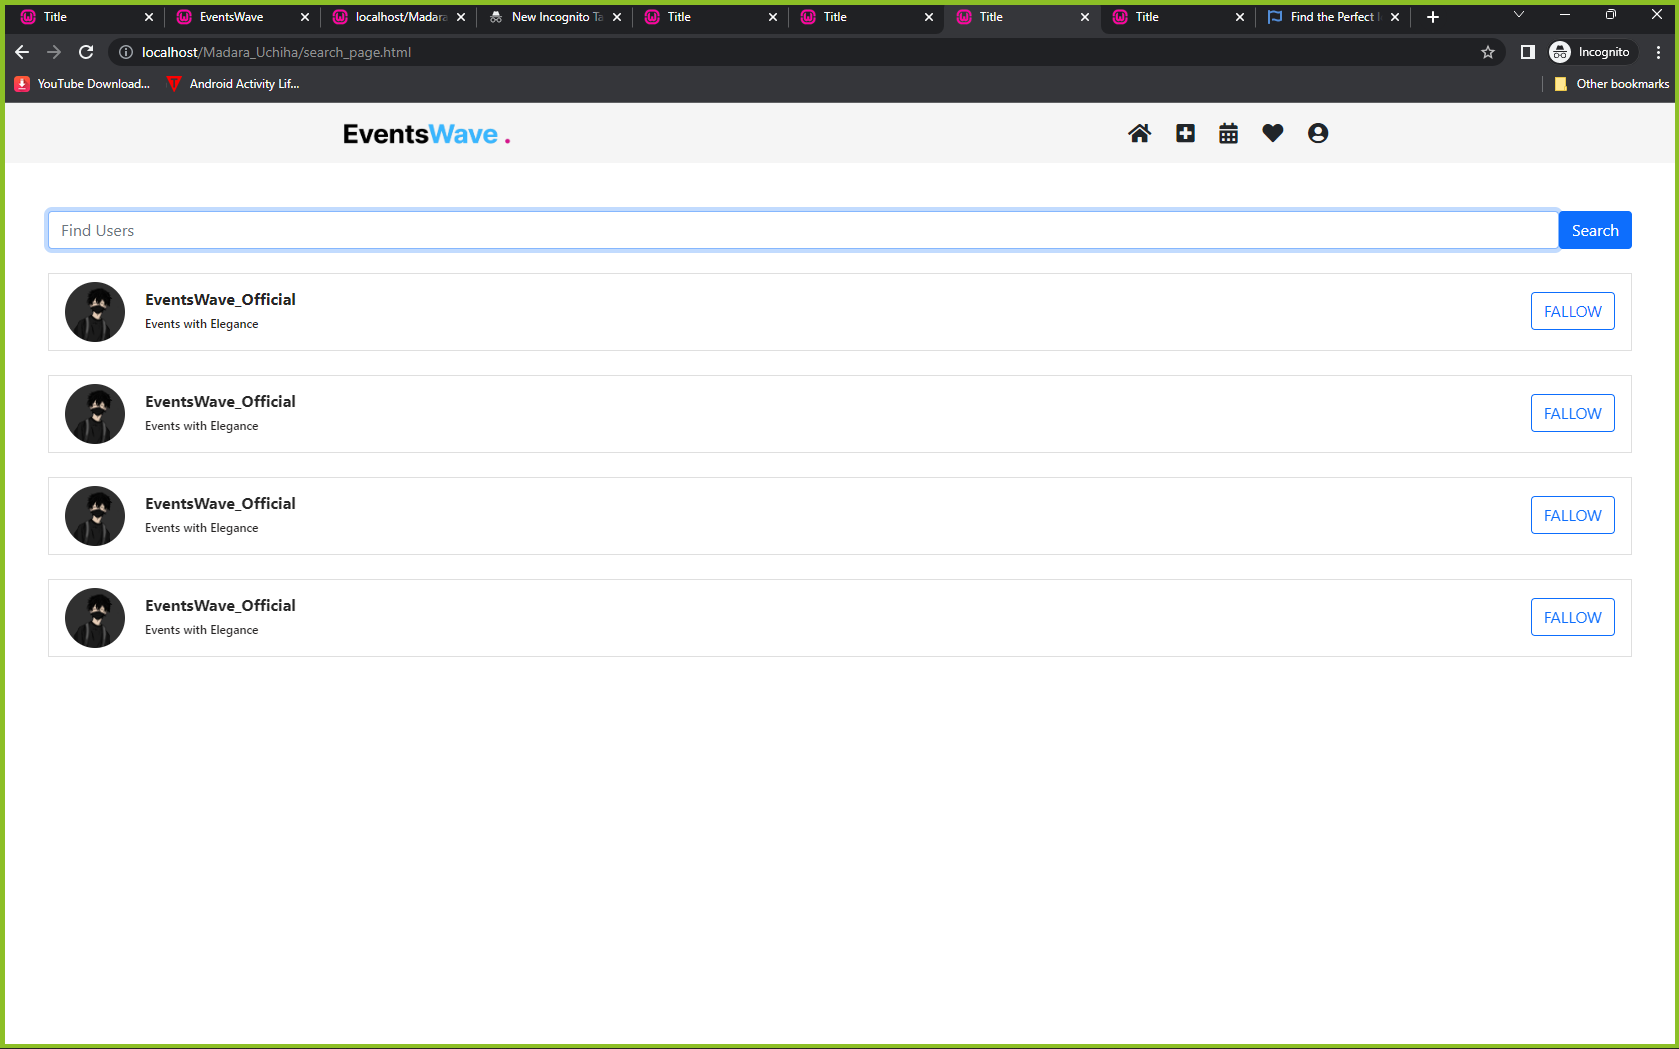 Title
EventsWave
localhost/Madara
New Incognito Ta
Title
Title
Title
Title
Find the Perfect
localhost/Madara_Uchiha/search_page.html
Incognito
YouTube Download...
Android Activity Lif...
Other bookmarks
EventsWave .
Find Users
Search
EventsWave_Official
Events with Elegance
FALLOW
EventsWave_Official
Events with Elegance
FALLOW
EventsWave_Official
Events with Elegance
FALLOW
EventsWave_Official
Events with Elegance
FALLOW